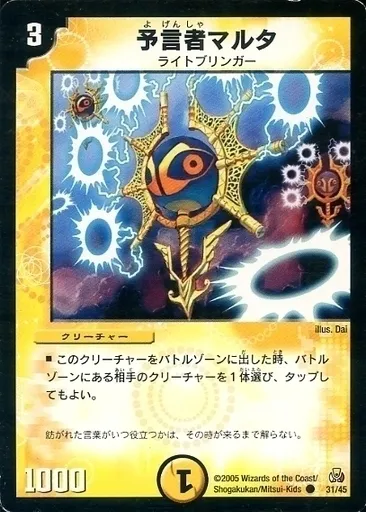 3
よげんしゃ
予言者マルタ
ライトブリンガー
illus. Dai
クリーチャー
■ このクリーチャーをバトルゾーンに出した時、バトル
ゾーンにある相手のクリーチャーを1体選び、タップし
てもよい。
紡がれた言葉がいつ役立つかは、その時が来るまで解らない。
1000
1
©2005 Wizards of the Coast/
Shogakukan/Mitsui-Kids ● 31/45